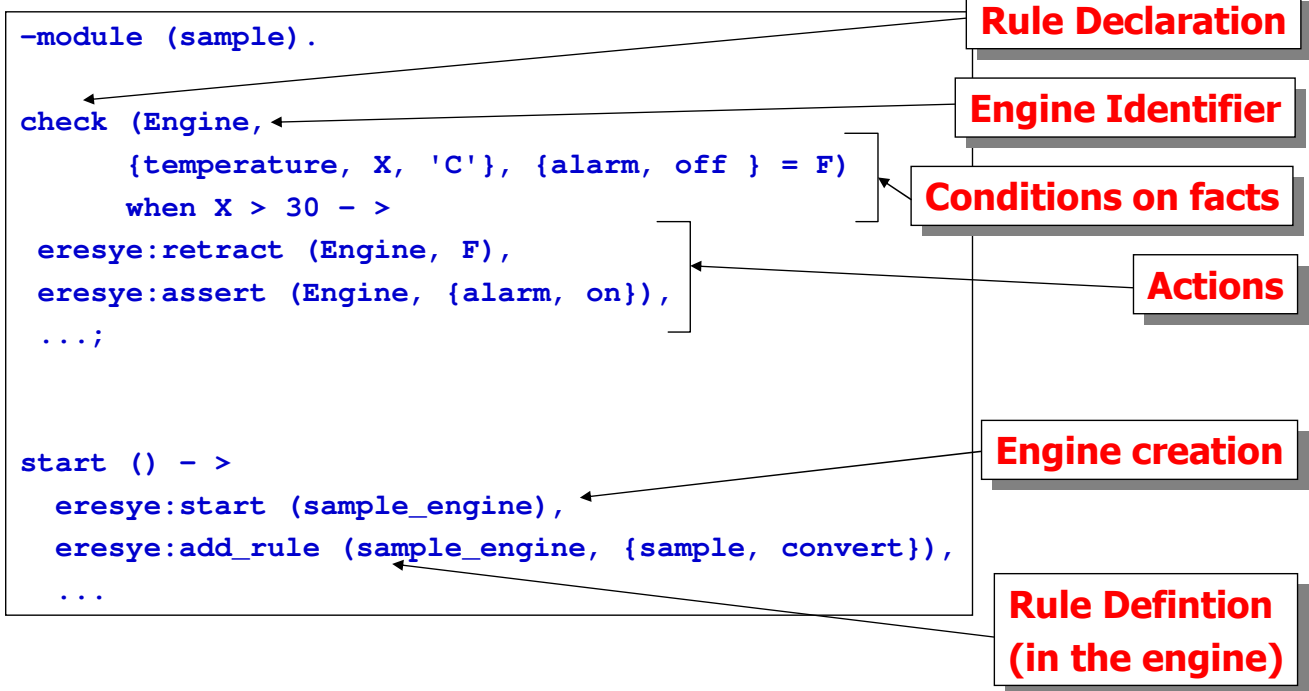 –module (sample).
check (Engine,
{temperature, X, 'C'}, {alarm, off } = F)
when X > 30 – >
eresye:retract (Engine, F),
eresye:assert (Engine, {alarm, on}),
...;
start () – >
eresye:start (sample_engine),
eresye:add_rule (sample_engine, {sample, convert}),
...
Rule Declaration
Engine Identifier
Conditions on facts
Actions
Engine creation
Rule Defintion
(in the engine)